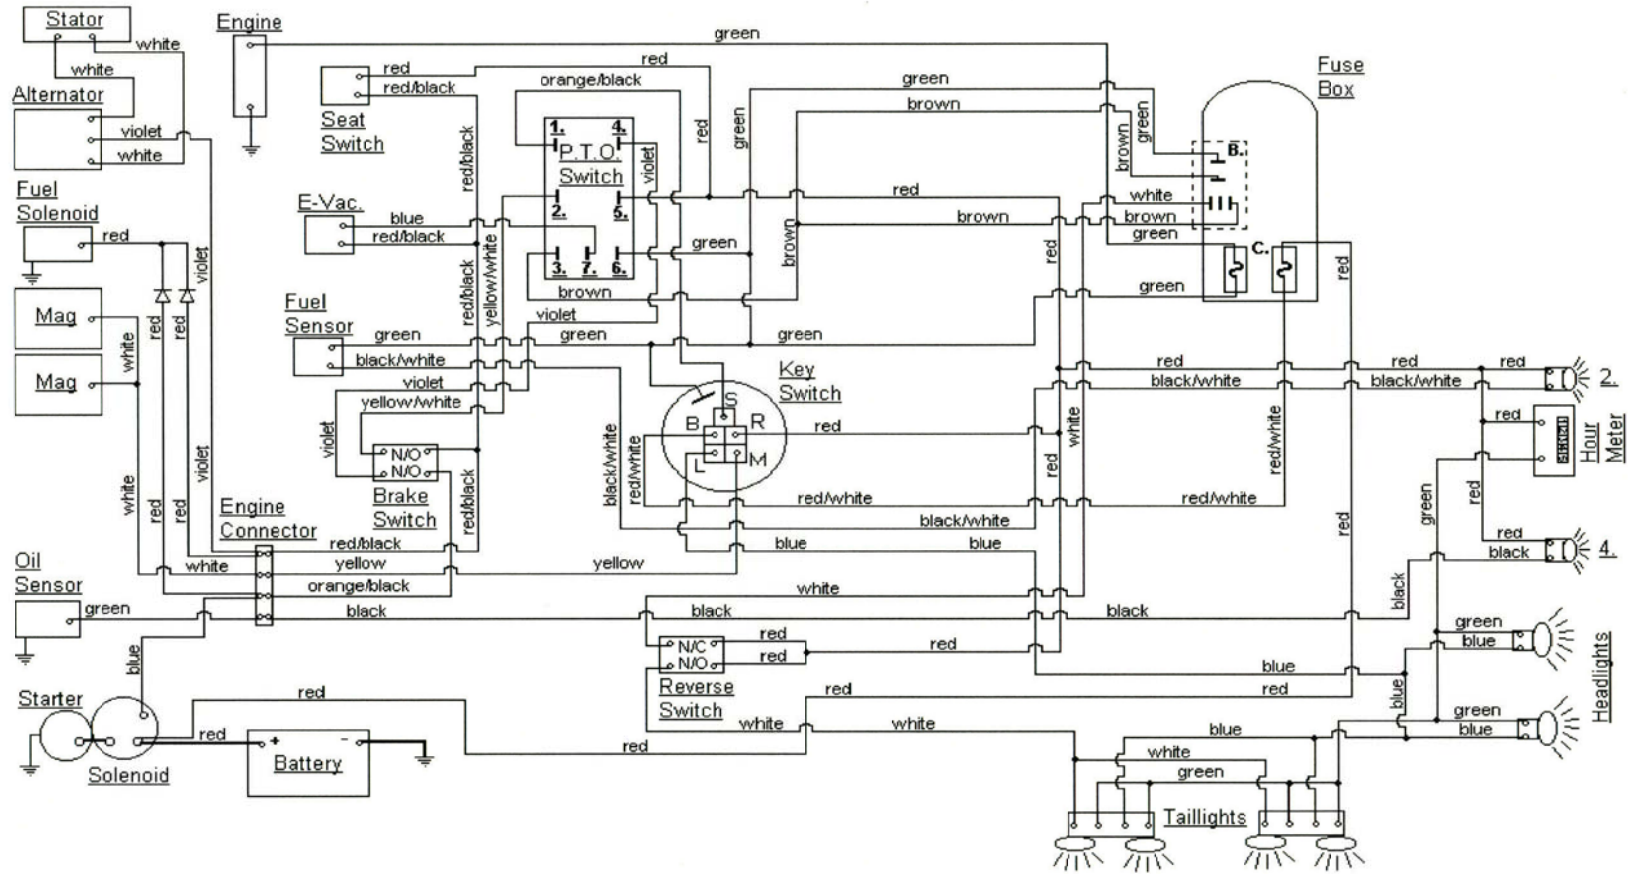 Stator
white
white
Engine
green
Alternator
violet
white
red
red/black
Seat
Switch
red
orange/black
1.
4.
P.T.O.
Switch
2.
5.
3.
7.
6.
violet
red
green
green
brown
green
brown
Fuse
Box
B.
C.
Fuel
Solenoid
red
violet
red/black
E-Vac.
blue
red/black
red/black
yellow/white
brown
violet
green
brown
red
brown
white
brown
green
green
red
red
Mag
Mag
white
red
red
white
red
red
violet
Fuel
Sensor
green
green
green
black/white
violet
yellow/white
violet
N/O
N/O
Brake
Switch
red/black
Key
Switch
S
B
R
L
M
red
black/white
red/white
red/white
red/white
red/white
black/white
white
red
red
red
red
red
black/white
black/white
2.
red
Hour
Meter
green
red
red
black
4.
black
Engine
Connector
red/black
white
yellow
yellow
orange/black
black
black
black
blue
blue
white
Oil
Sensor
green
blue
N/C
N/O
Reverse
Switch
red
red
red
blue
red
red
white
white
green
blue
green
blue
blue
Headlights
Starter
Solenoid
red
red
red
+
-
Battery
blue
white
green
Taillights